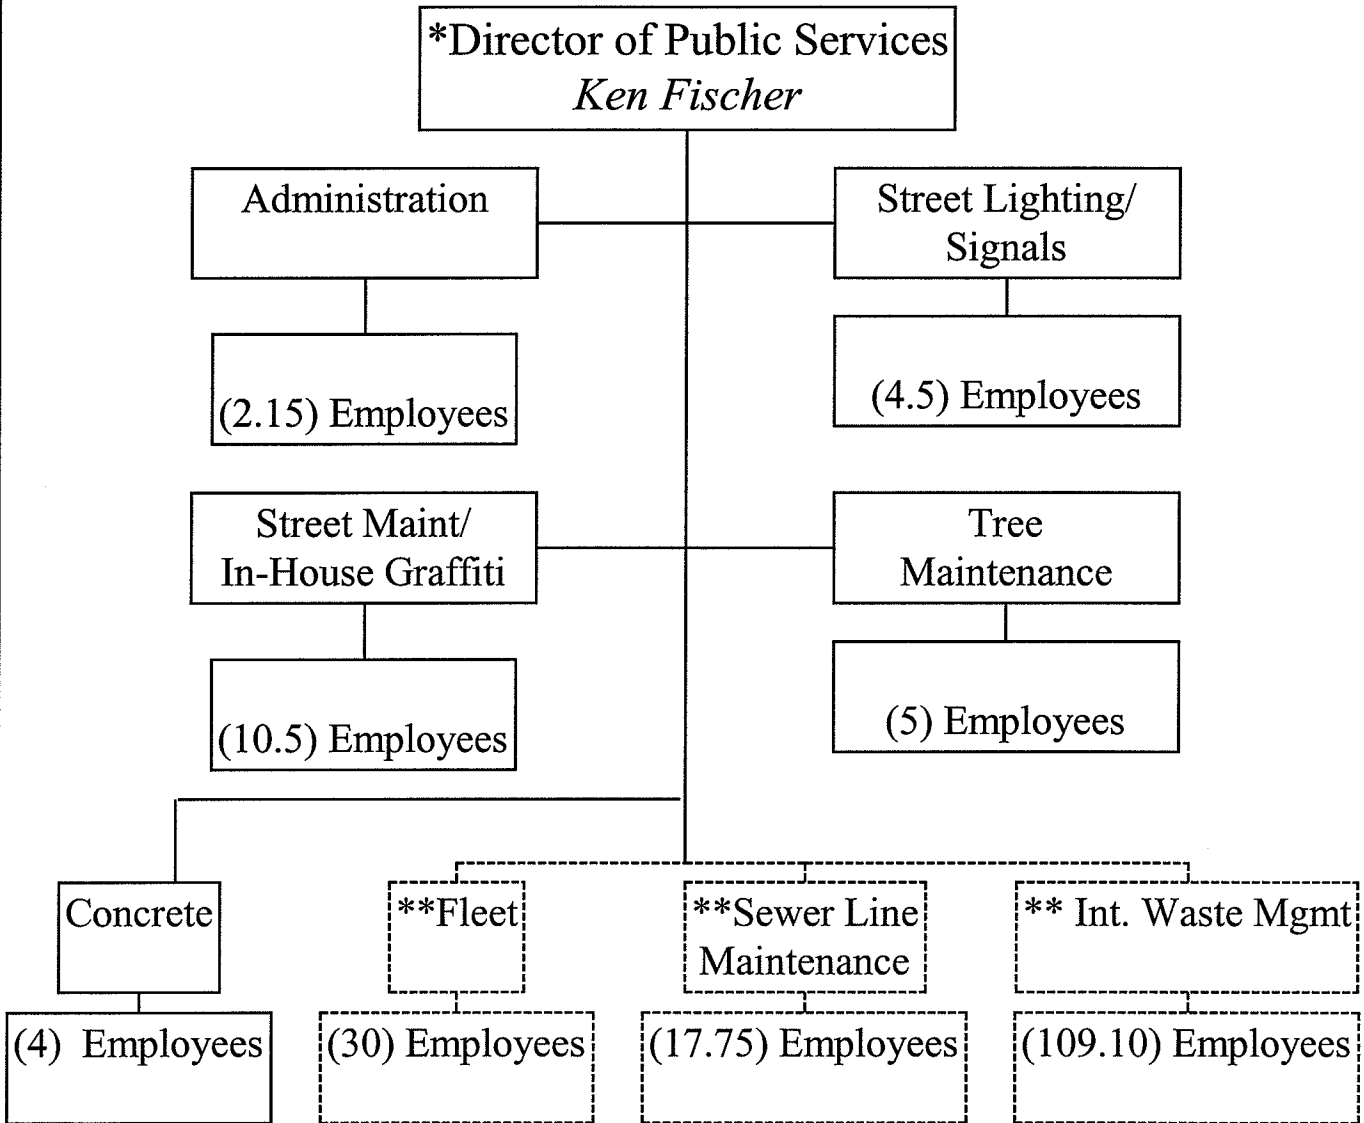 *Director of Public Services
Ken Fischer
Administration
Street Lighting/
Signals
(2.15) Employees
(4.5) Employees
Street Maint/
In-House Graffiti
Tree
Maintenance
(10.5) Employees
(5) Employees
Concrete
**Fleet
**Sewer Line
Maintenance
** Int. Waste Mgmt
(4) Employees
(30) Employees
(17.75) Employees
(109.10) Employees